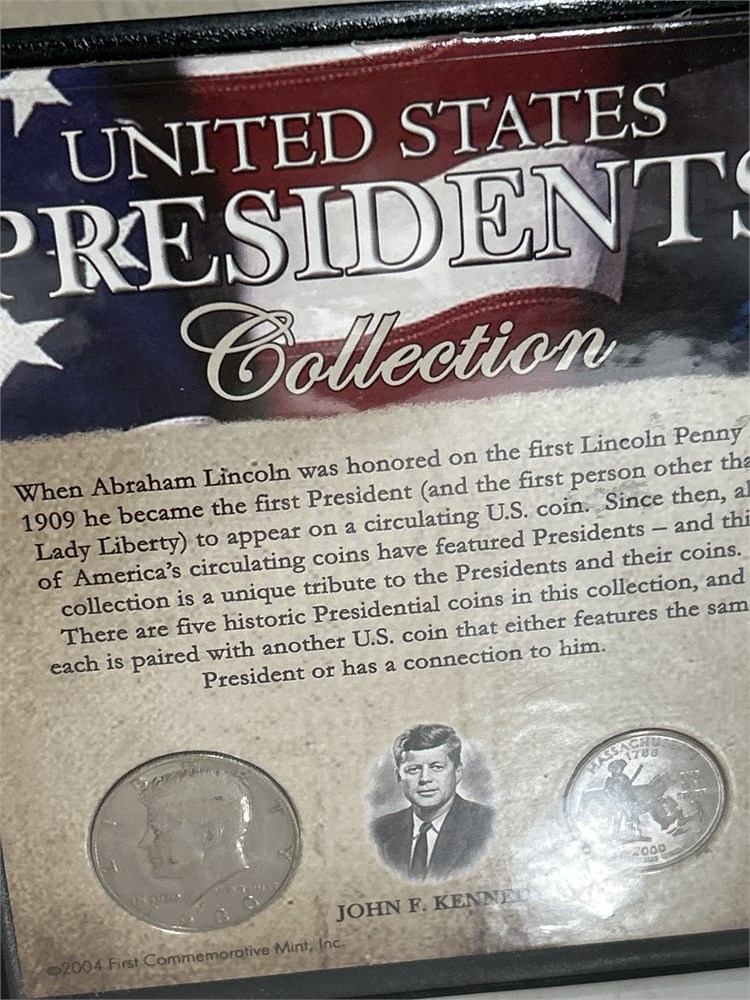 UNITED STATES
PRESIDENTS
Collection
When Abraham Lincoln was honored on the first Lincoln Penny
1909 he became the first President (and the first person other tha
Lady Liberty) to appear on a circulating U.S. coin. Since then, al
of America's circulating coins have featured Presidents – and thi
collection is a unique tribute to the Presidents and their coins.
There are five historic Presidential coins in this collection, and
each is paired with another U.S. coin that either features the sam
President or has a connection to him.
MASSACHUSE
1788
2000
JOHN F. KENNED
©2004 First Commemorative Mint, Inc.